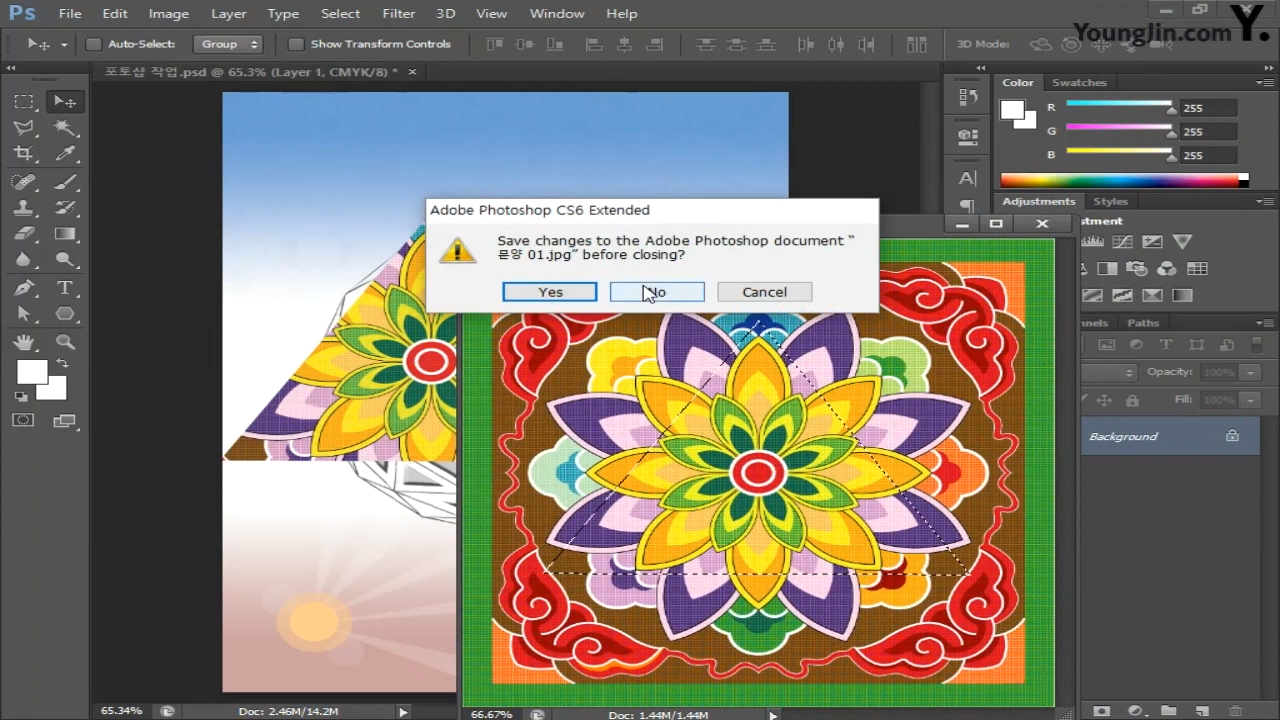 Ps File Edit Image Layer Type Select Filter 3D View Window Help
YoungJin.com Y.
Auto-Select: Group Show Transform Controls 3D Mode:
포토샵 작업.psd @ 65.3% (Layer 1, CMYK/8) *
Color Swatches
R 255
G 255
B 255
Adjustments Styles
Adobe Photoshop CS6 Extended
Save changes to the Adobe Photoshop document “
문양 01.jpg” before closing?
Yes No Cancel
Paths
Opacity: 100%
Fill: 100%
Background
65.34% Doc: 2.46M/14.2M
66.67% Doc: 1.44M/1.44M